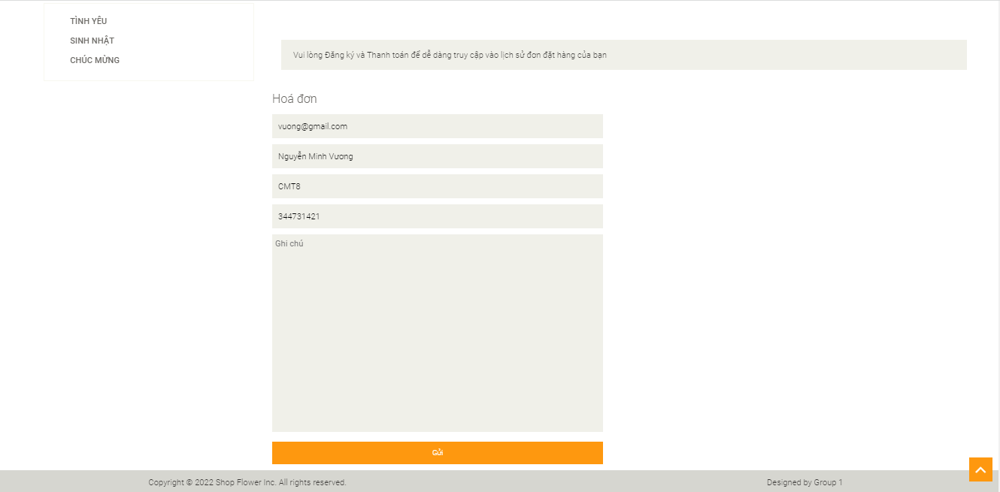 TÌNH YÊU
SINH NHẬT
CHÚC MỪNG
Vui lòng Đăng ký và Thanh toán để dễ dàng truy cập vào lịch sử đơn đặt hàng của bạn
Hoá đơn
vuong@gmail.com
Nguyễn Minh Vương
CMT8
344731421
Ghi chú
Gửi
Copyright © 2022 Shop Flower Inc. All rights reserved.
Designed by Group 1